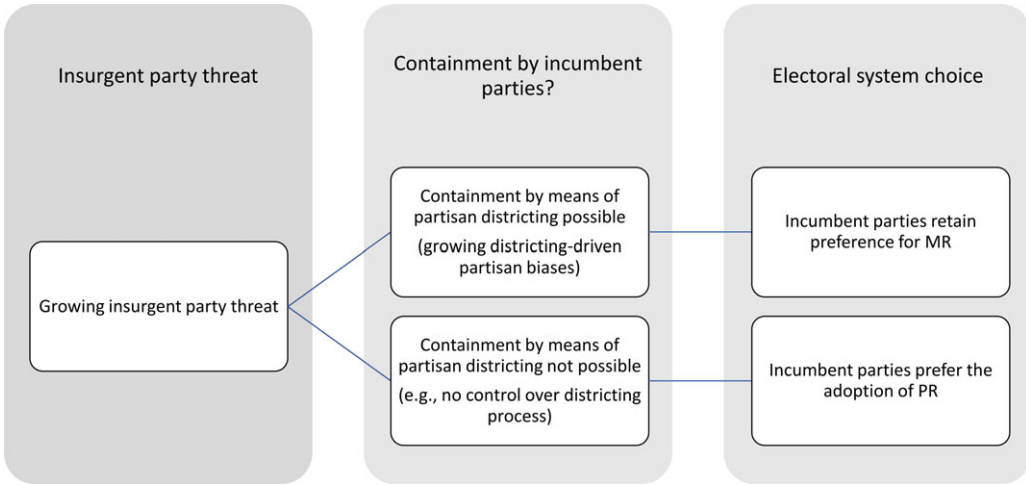 Insurgent party threat
Containment by incumbent
parties?
Electoral system choice
Growing insurgent party threat
Containment by means of
partisan districting possible
(growing districting-driven
partisan biases)
Incumbent parties retain
preference for MR
Containment by means of
partisan districting not possible
(e.g., no control over districting
process)
Incumbent parties prefer the
adoption of PR